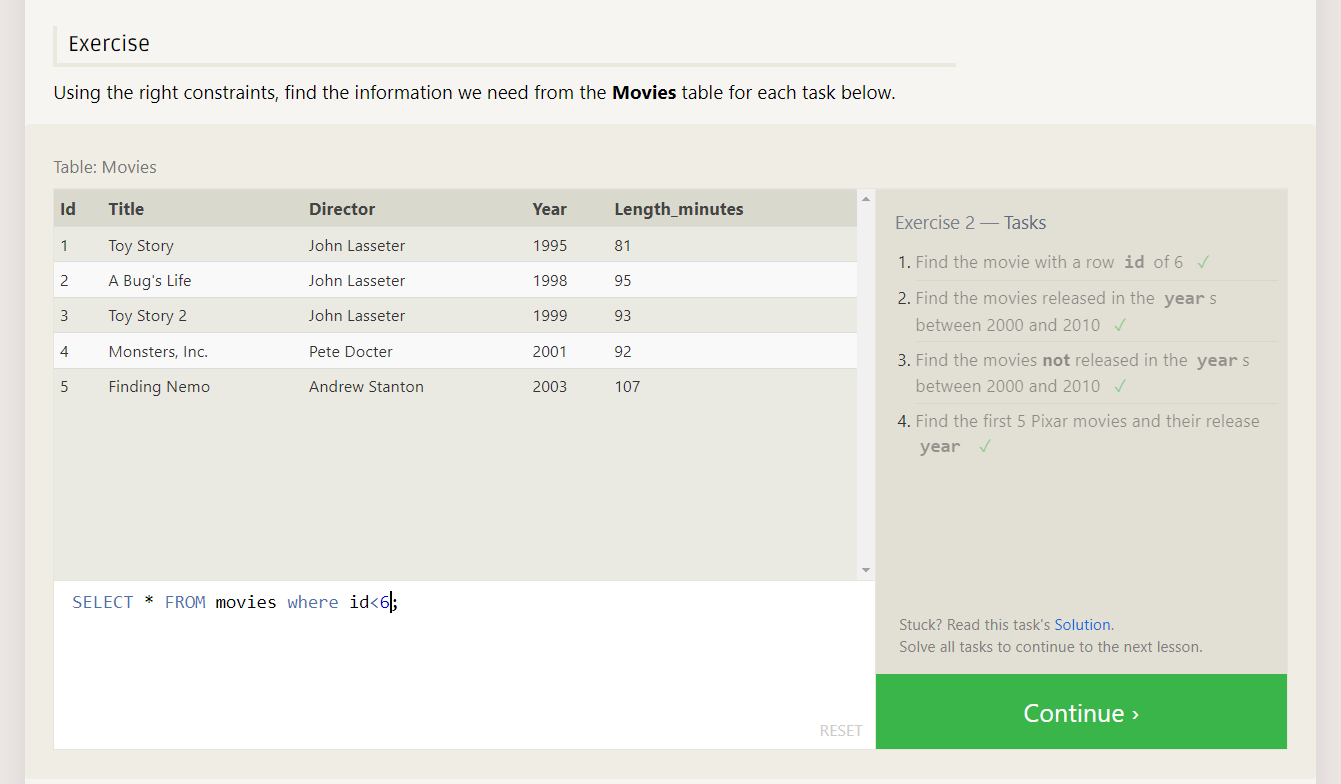 Exercise
Using the right constraints, find the information we need from the Movies table for each task below.
Table: Movies
Id Title Director Year Length_minutes
1 Toy Story John Lasseter 1995 81
2 A Bug's Life John Lasseter 1998 95
3 Toy Story 2 John Lasseter 1999 93
4 Monsters, Inc. Pete Docter 2001 92
5 Finding Nemo Andrew Stanton 2003 107
SELECT * FROM movies where id<6;
RESET
Exercise 2 — Tasks
1. Find the movie with a row id of 6 ✓
2. Find the movies released in the year s
between 2000 and 2010 ✓
3. Find the movies not released in the year s
between 2000 and 2010 ✓
4. Find the first 5 Pixar movies and their release
year ✓
Stuck? Read this task's Solution.
Solve all tasks to continue to the next lesson.
Continue ›